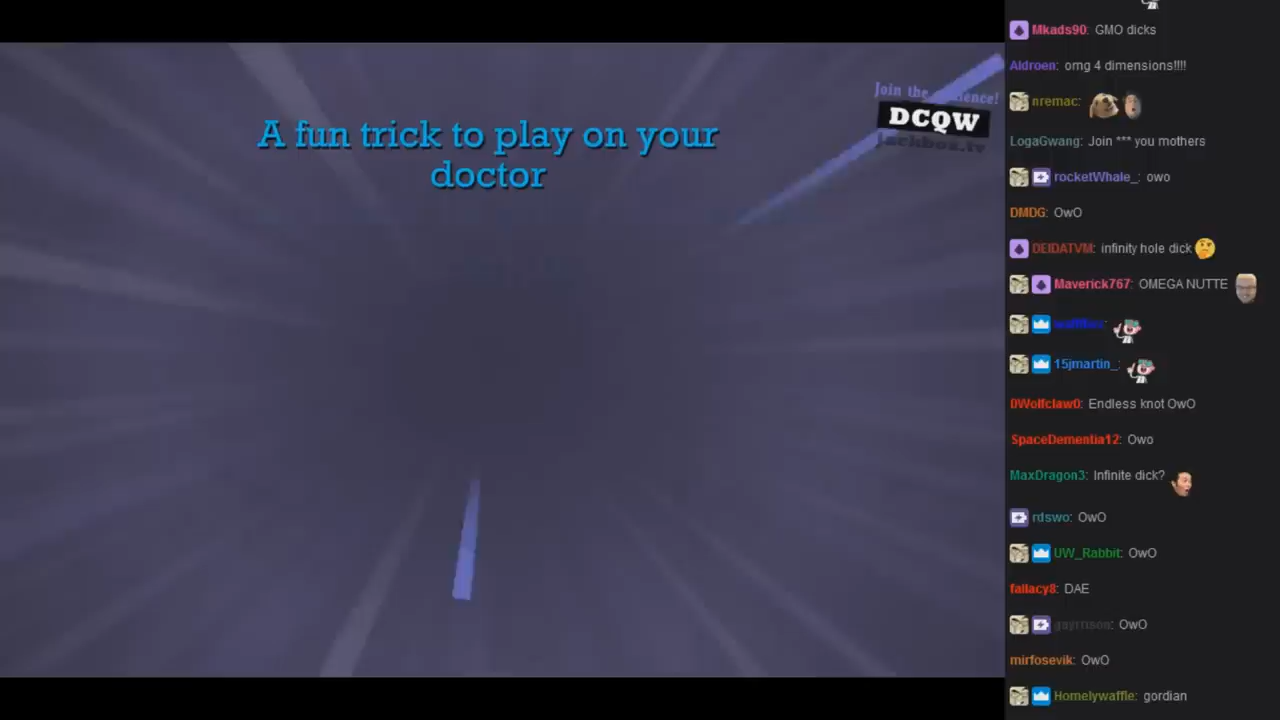 A fun trick to play on your
doctor
Join the audience!
DCQW
jackbox.tv
Mkads90: GMO dicks
Aldroen: omg 4 dimensions!!!!
nremac:
LogaGwang: Join *** you mothers
rocketWhale_: owo
DMDG: OwO
DEIDATVM: infinity hole dick
Maverick767: OMEGA NUTTE
15jmartin_:
DWolfclaw0: Endless knot OwO
SpaceDementia12: Owo
MaxDragon3: Infinite dick?
rdswo: OwO
UW_Rabbit: OwO
fallacy8: DAE
gayrrison: OwO
mirfosevik: OwO
Homelywaffle: gordian